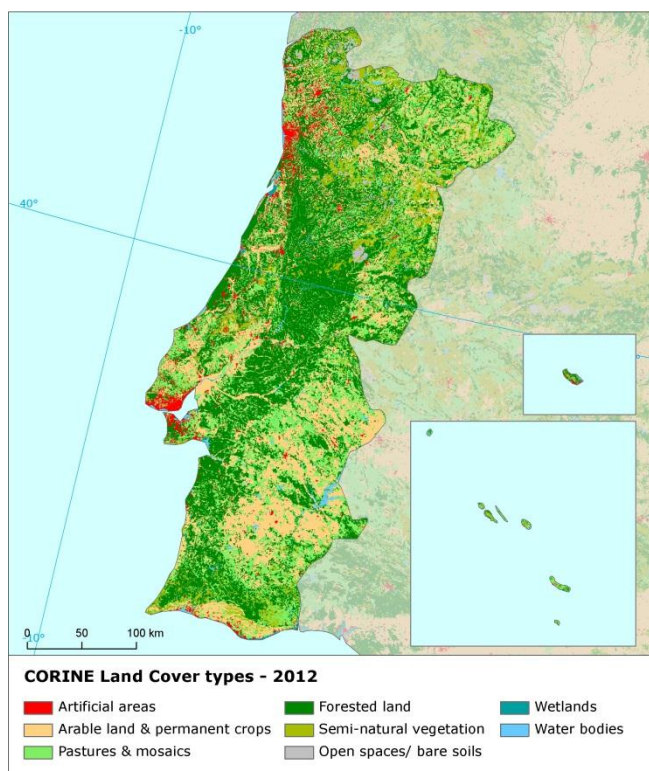 -10°
40°
°
-10°
0 50 100 km
CORINE Land Cover types - 2012
Artificial areas
Forested land
Wetlands
Arable land & permanent crops
Semi-natural vegetation
Water bodies
Pastures & mosaics
Open spaces/ bare soils